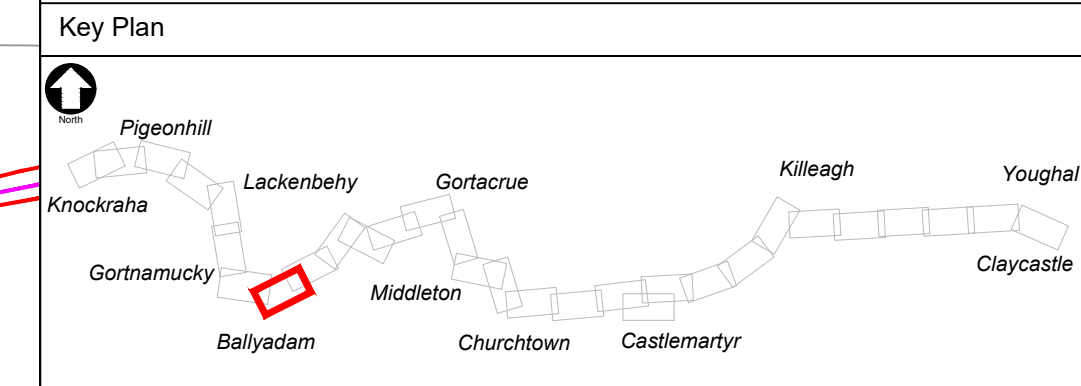 Key Plan
North
Pigeonhill
Killeagh
Youghal
Lackenbehy
Gortacrue
Knockraha
Claycastle
Gortnamucky
Middleton
Ballyadam
Churchtown
Castlemartyr